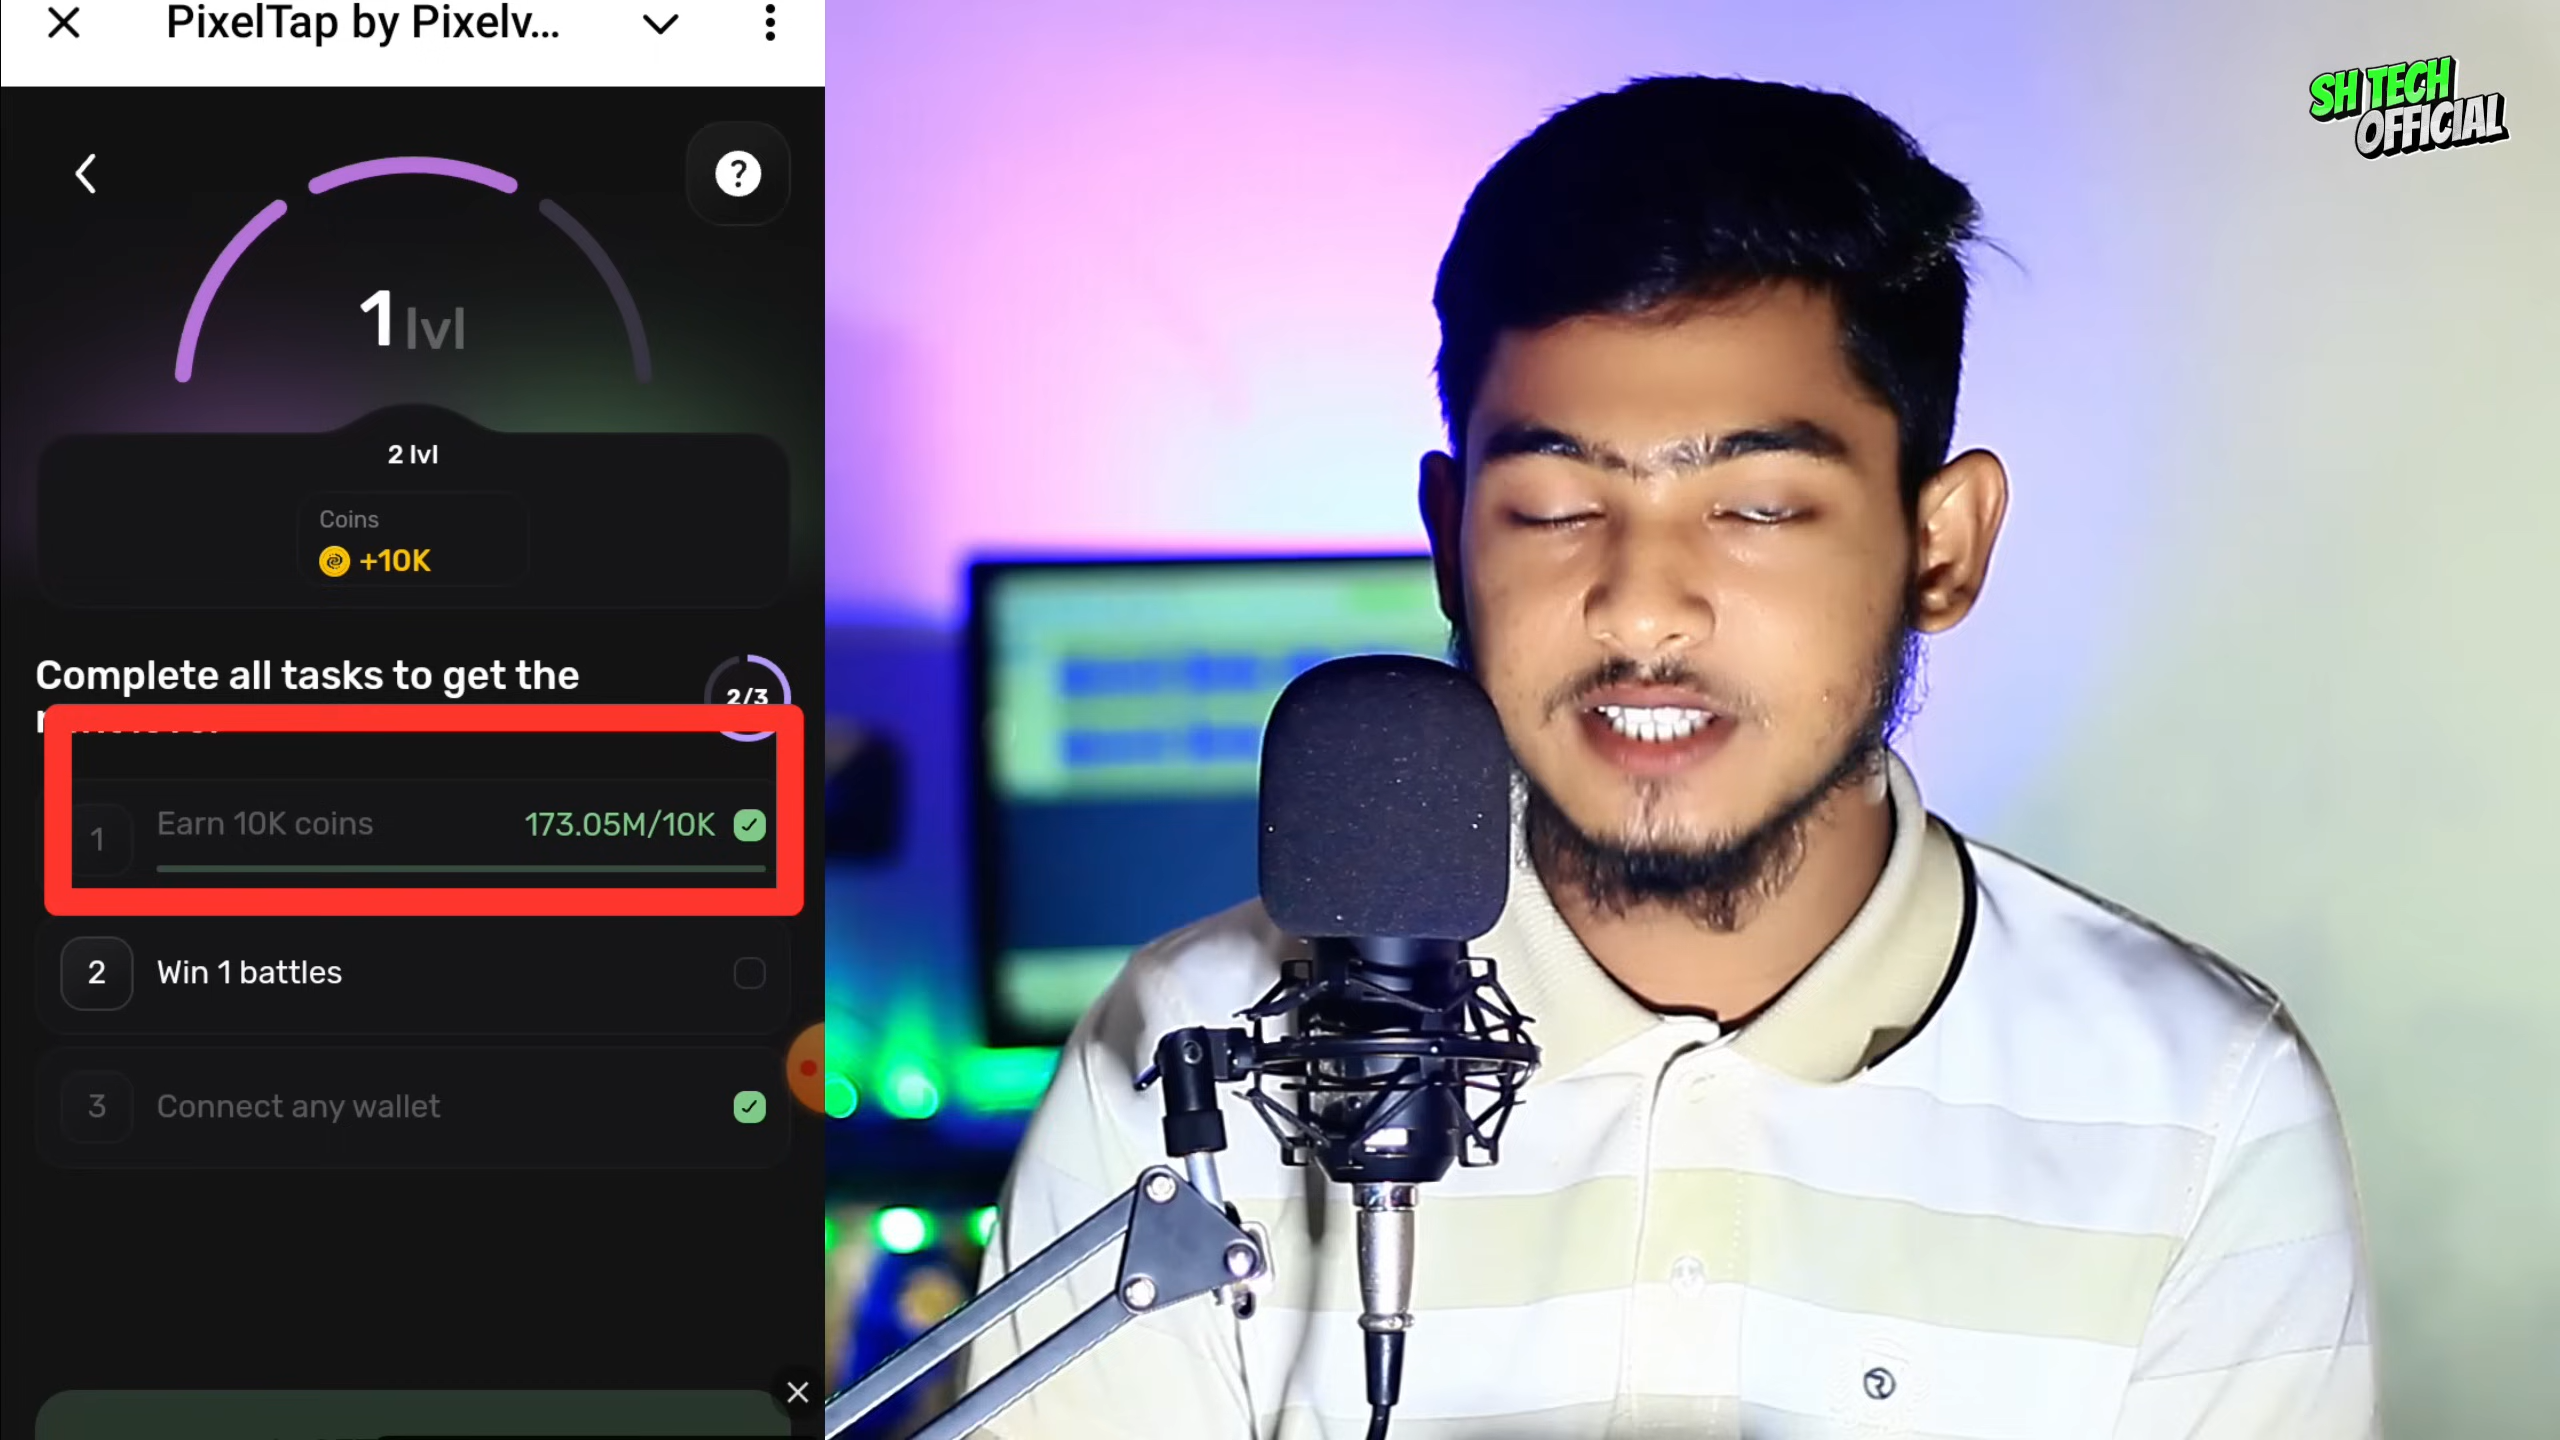 PixelTap by Pixelv...
SH TECH
OFFICIAL
?
1 lvl
2 lvl
Coins
+10K
Complete all tasks to get the
2/3
1
Earn 10K coins
173.05M/10K
2
Win 1 battles
3
Connect any wallet